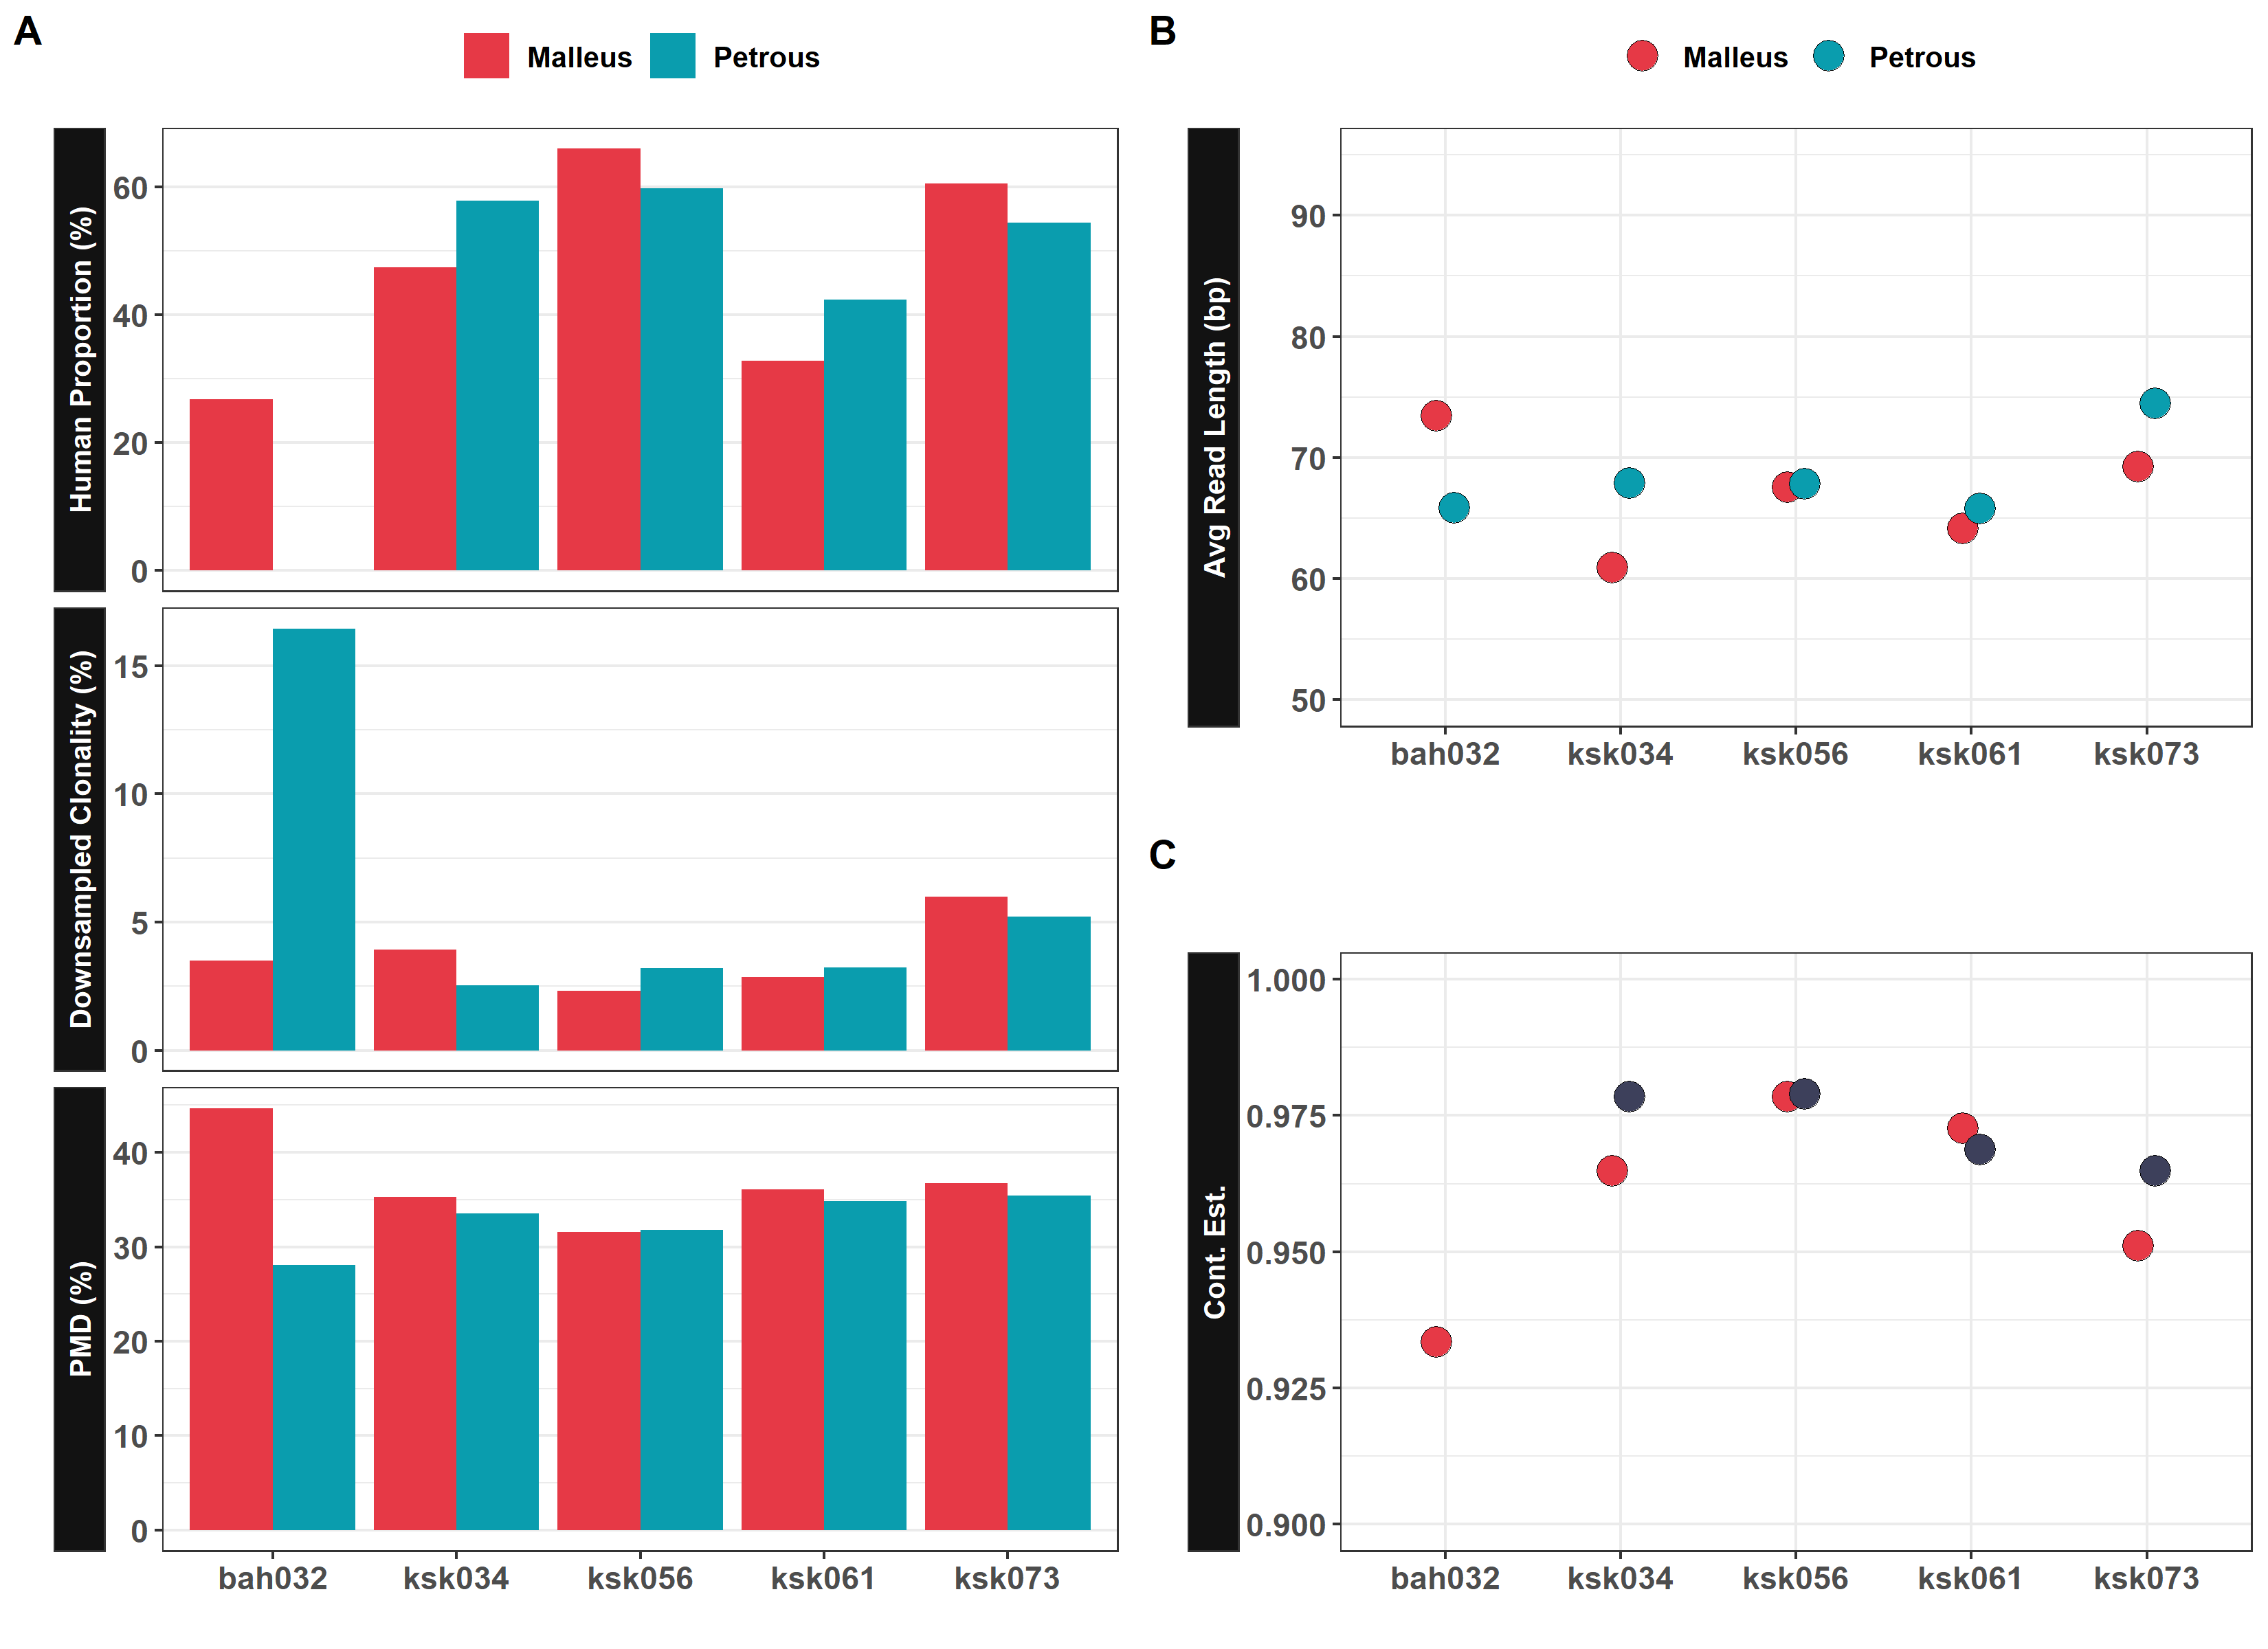 A
Malleus Petrous
Human Proportion (%)
60
40
20
0
Downsampled Clonality (%)
15
10
5
0
PMD (%)
40
30
20
10
0
bah032 ksk034 ksk056 ksk061 ksk073
B
Malleus Petrous
Avg Read Length (bp)
90
80
70
60
50
bah032 ksk034 ksk056 ksk061 ksk073
C
Cont. Est.
1.000
0.975
0.950
0.925
0.900
bah032 ksk034 ksk056 ksk061 ksk073